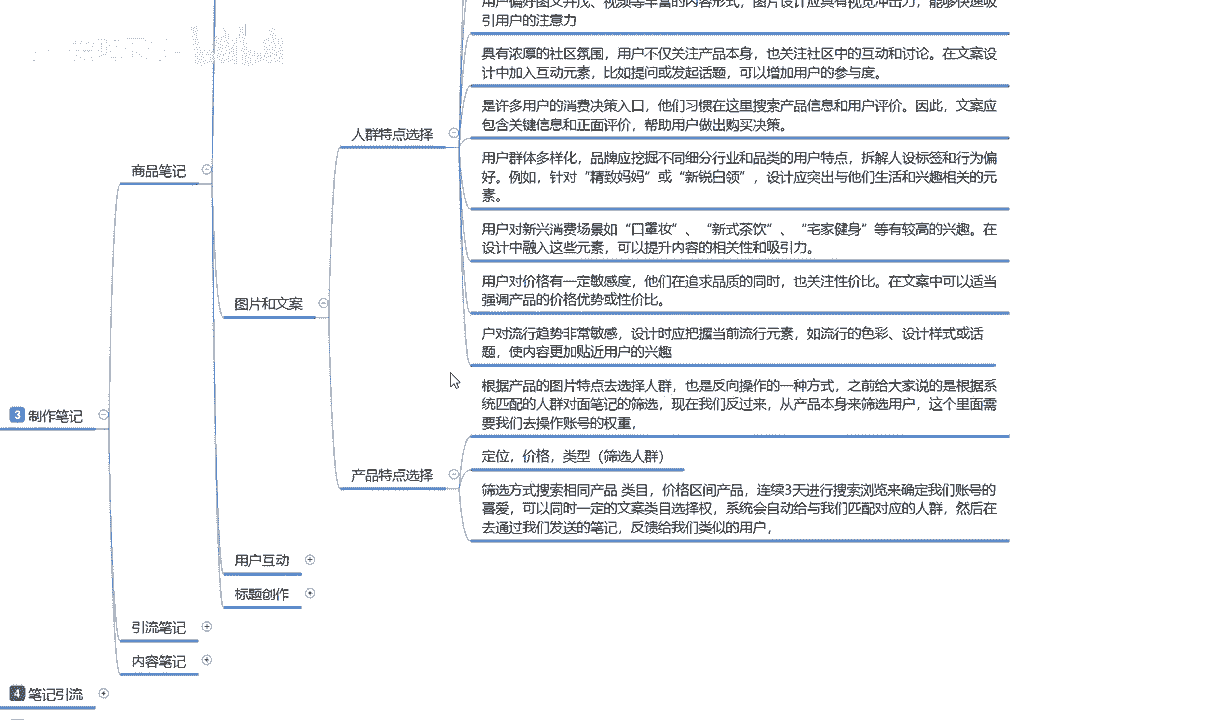 用户偏好图文并茂、视频等丰富的内容形式，图片设计应具有视觉冲击力，能够快速吸
引用户的注意力
具有浓厚的社区氛围，用户不仅关注产品本身，也关注社区中的互动和讨论。在文案设
计中加入互动元素，比如提问或发起话题，可以增加用户的参与度。
是许多用户的消费决策入口，他们习惯在这里搜索产品信息和用户评价。因此，文案应
包含关键信息和正面评价，帮助用户做出购买决策。
人群特点选择
商品笔记
用户群体多样化，品牌应挖掘不同细分行业和品类的用户特点，拆解人设标签和行为偏
好。例如，针对“精致妈妈”或“新锐白领”，设计应突出与他们生活和兴趣相关的元
素。
用户对新兴消费场景如“口罩妆”、“新式茶饮”、“宅家健身”等有较高的兴趣。在
设计中融入这些元素，可以提升内容的相关性和吸引力。
用户对价格有一定敏感度，他们在追求品质的同时，也关注性价比。在文案中可以适当
强调产品的价格优势或性价比。
图片和文案
户对流行趋势非常敏感，设计时应把握当前流行元素，如流行的色彩、设计样式或话
题，使内容更加贴近用户的兴趣
根据产品的图片特点去选择人群，也是反向操作的一种方式，之前给大家说的是根据系
统匹配的人群对面笔记的筛选，现在我们反过来，从产品本身来筛选用户，这个里面需
要我们去操作账号的权重，
3 制作笔记
定位，价格，类型（筛选人群）
产品特点选择
筛选方式搜索相同产品 类目，价格区间产品，连续3天进行搜索浏览来确定我们账号的
喜爱，可以同时一定的文案类目选择权，系统会自动给与我们匹配对应的人群，然后在
去通过我们发送的笔记，反馈给我们类似的用户，
用户互动
标题创作
引流笔记
内容笔记
4 笔记引流